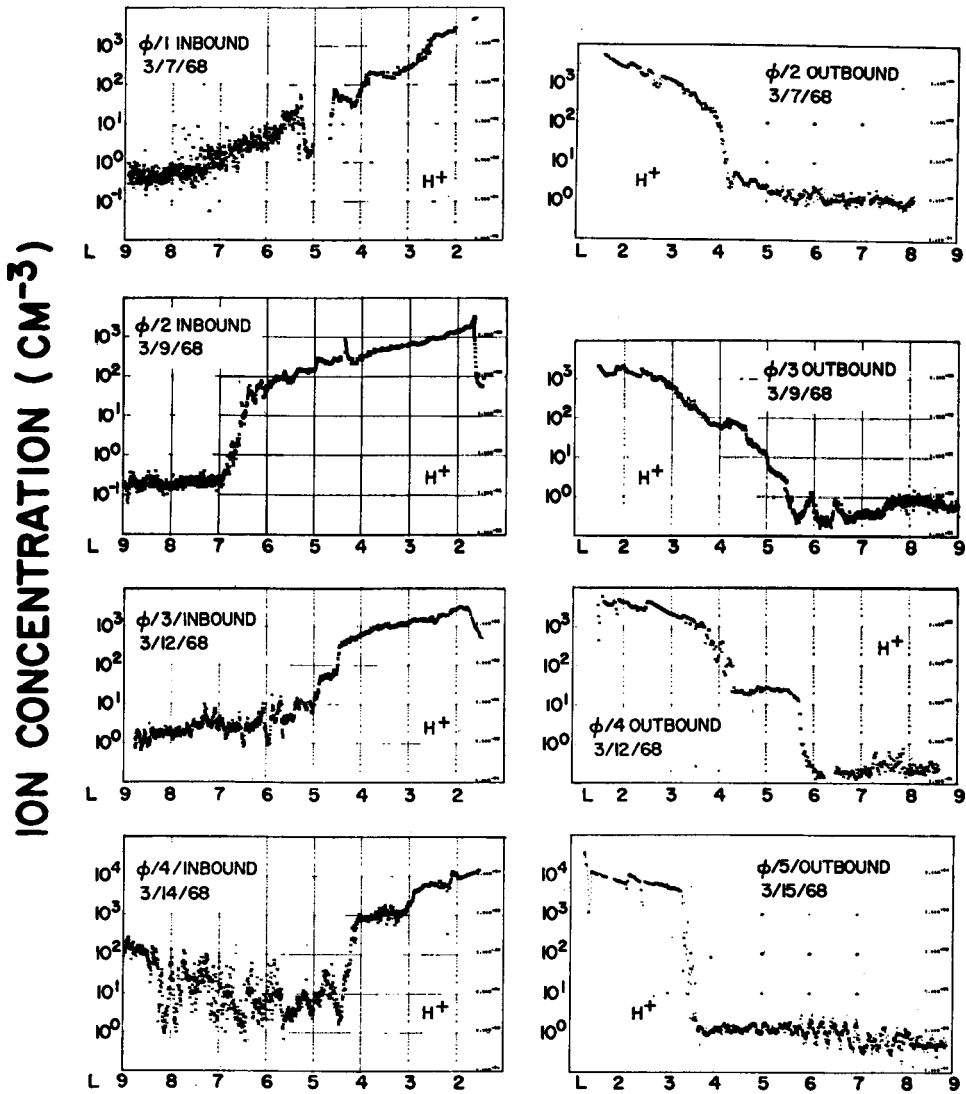 ION CONCENTRATION (CM⁻³)
φ/1 INBOUND
3/7/68
10³
10²
10¹
10⁰
10⁻¹
H⁺
L 9 8 7 6 5 4 3 2
φ/2 OUTBOUND
3/7/68
10³
10²
10¹
10⁰
H⁺
L 2 3 4 5 6 7 8 9
φ/2 INBOUND
3/9/68
10³
10²
10¹
10⁰
10⁻¹
H⁺
L 9 8 7 6 5 4 3 2
φ/3 OUTBOUND
3/9/68
10³
10²
10¹
10⁰
H⁺
L 2 3 4 5 6 7 8 9
φ/3/INBOUND
3/12/68
10³
10²
10¹
10⁰
H⁺
L 9 8 7 6 5 4 3 2
φ/4 OUTBOUND
3/12/68
10³
10²
10¹
10⁰
H⁺
L 2 3 4 5 6 7 8 9
φ/4/INBOUND
3/14/68
10⁴
10³
10²
10¹
10⁰
H⁺
L 9 8 7 6 5 4 3 2
φ/5/OUTBOUND
3/15/68
10⁴
10³
10²
10¹
10⁰
H⁺
L 2 3 4 5 6 7 8 9